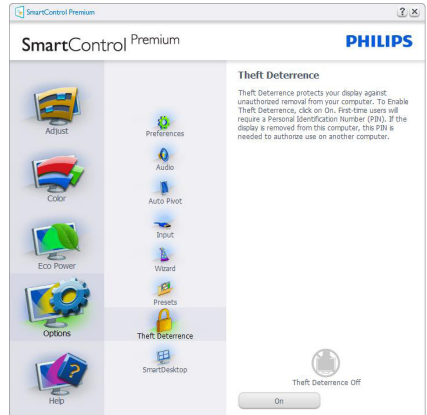 SmartControl Premium
? ×
SmartControl Premium
PHILIPS
Adjust
Color
Eco Power
Options
Help
Preferences
Audio
Auto Pivot
Input
Wizard
Presets
Theft Deterrence
SmartDesktop
Theft Deterrence
Theft Deterrence protects your display against
unauthorized removal from your computer. To Enable
Theft Deterrence, click on On. First-time users will
require a Personal Identification Number (PIN). If the
display is removed from this computer, this PIN is
needed to authorize use on another computer.
Theft Deterrence Off
On